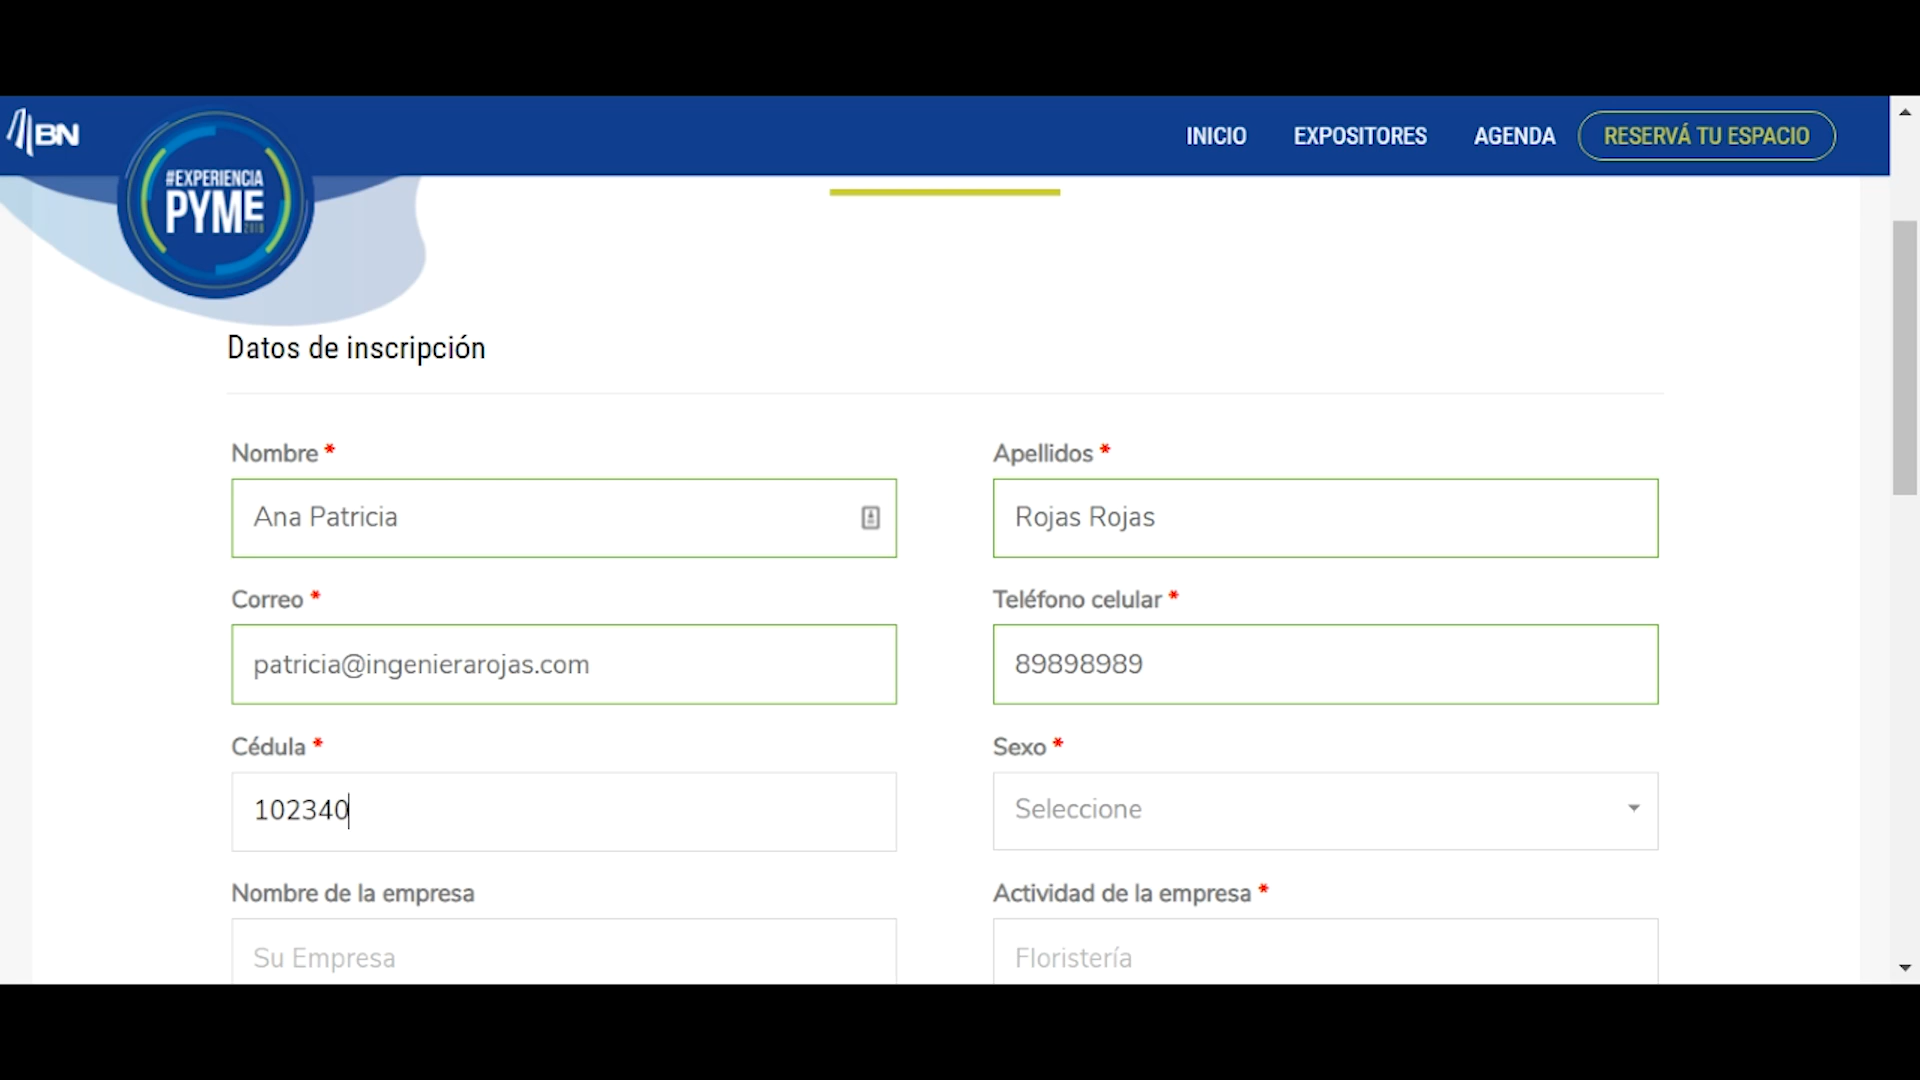 BN
INICIO
EXPOSITORES
AGENDA
RESERVÁ TU ESPACIO
#EXPERIENCIA
PYME
Datos de inscripción
Nombre *
Apellidos *
Ana Patricia
Rojas Rojas
Correo *
Teléfono celular *
patricia@ingenierarojas.com
89898989
Cédula *
Sexo *
102340
Seleccione
Nombre de la empresa
Actividad de la empresa *
Su Empresa
Floristería